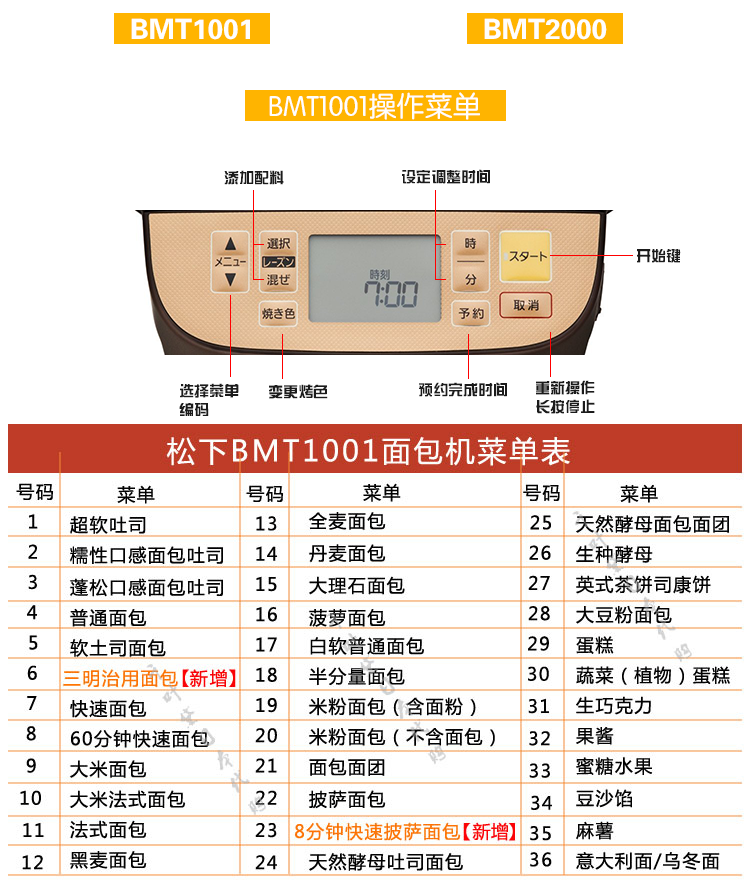 BMT1001
BMT2000
BMT1001操作菜单
添加配料
设定调整时间
▲
メニュー
▼
選択
レーズン
混ぜ
焼き色
時刻
7:00
時
分
予約
スタート
取消
开始键
选择菜单
编码
变更烤色
预约完成时间
重新操作
长按停止
松下BMT1001面包机菜单表
号码 菜单 号码 菜单 号码 菜单
1 超软吐司 13 全麦面包 25 天然酵母面包面团
2 糯性口感面包吐司 14 丹麦面包 26 生种酵母
3 蓬松口感面包吐司 15 大理石面包 27 英式茶饼司康饼
4 普通面包 16 菠萝面包 28 大豆粉面包
5 软土司面包 17 白软普通面包 29 蛋糕
6 三明治用面包【新增】 18 半分量面包 30 蔬菜（植物）蛋糕
7 快速面包 19 米粉面包（含面粉） 31 生巧克力
8 60分钟快速面包 20 米粉面包（不含面包） 32 果酱
9 大米面包 21 面包面团 33 蜜糖水果
10 大米法式面包 22 披萨面包 34 豆沙馅
11 法式面包 23 8分钟快速披萨面包【新增】 35 麻薯
12 黑麦面包 24 天然酵母吐司面包 36 意大利面/乌冬面